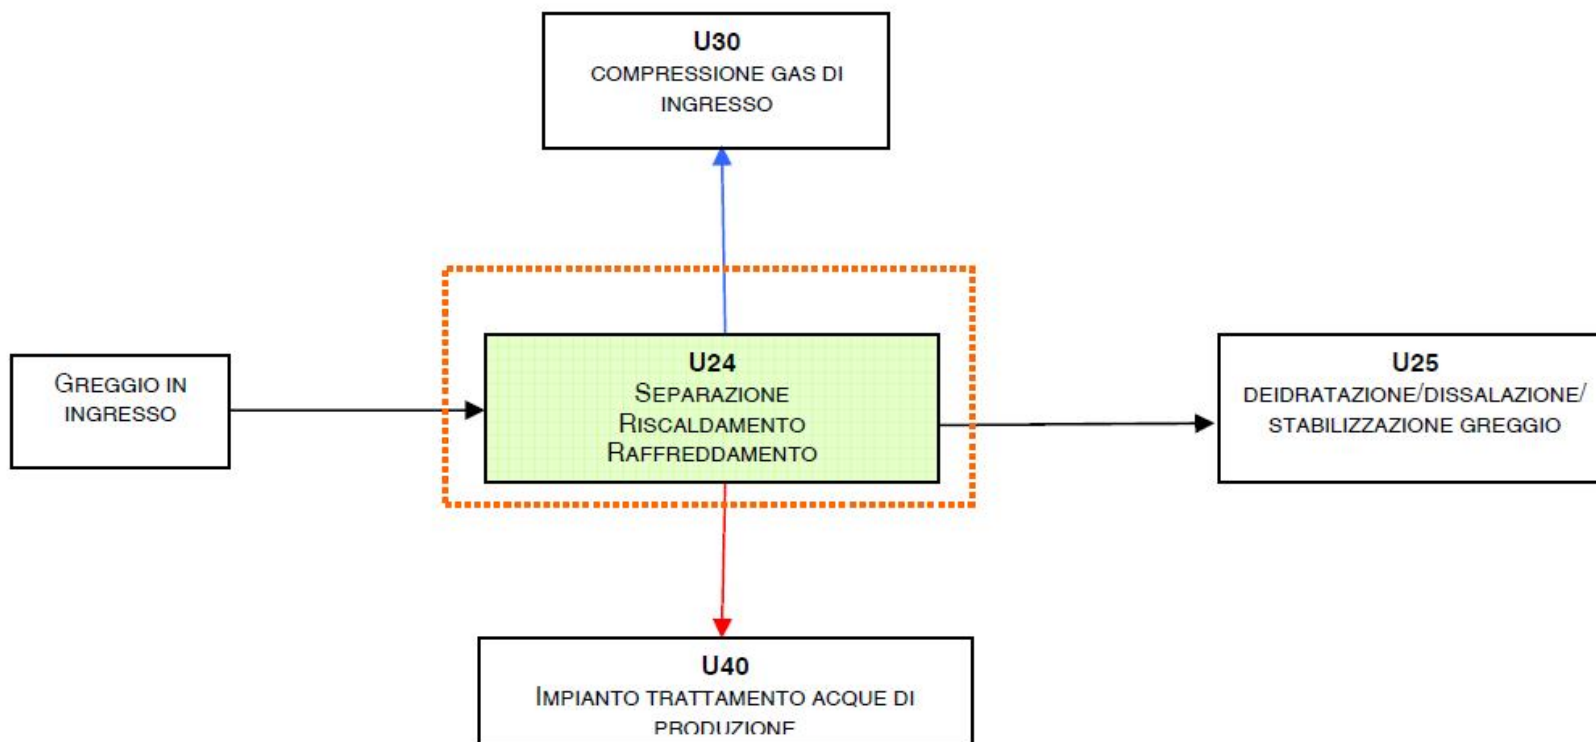 U30
COMPRESSIONE GAS DI
INGRESSO
GREGGIO IN
INGRESSO
U24
SEPARAZIONE
RISCALDAMENTO
RAFFREDDAMENTO
U25
DEIDRATAZIONE/DISSALAZIONE/
STABILIZZAZIONE GREGGIO
U40
IMPIANTO TRATTAMENTO ACQUE DI
PRODUZIONE